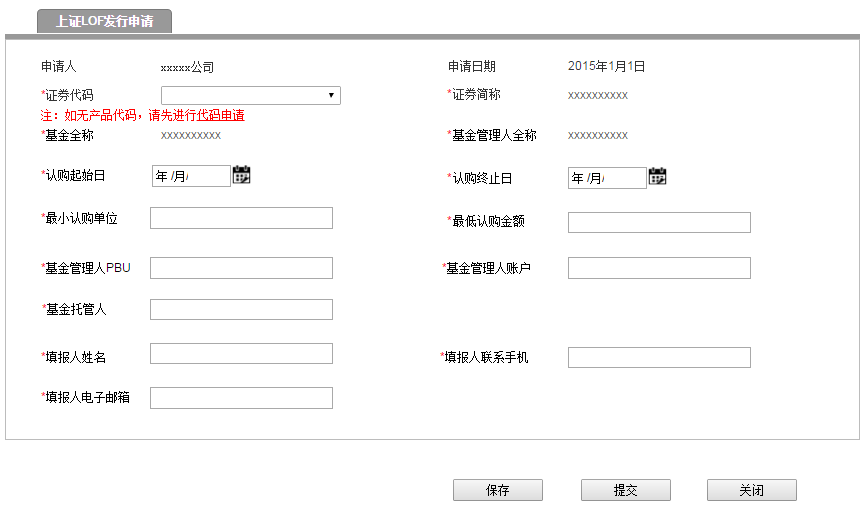 上证LOF发行申请
申请人 xxxxx公司 申请日期 2015年1月1日
*证券代码 *证券简称 xxxxxxxxxx
注：如无产品代码，请先进行代码申请
*基金全称 xxxxxxxxxx *基金管理人全称 xxxxxxxxxx
*认购起始日 年 /月/ *认购终止日 年 /月/
*最小认购单位 *最低认购金额
*基金管理人PBU *基金管理人账户
*基金托管人
*填报人姓名 *填报人联系手机
*填报人电子邮箱
保存 提交 关闭